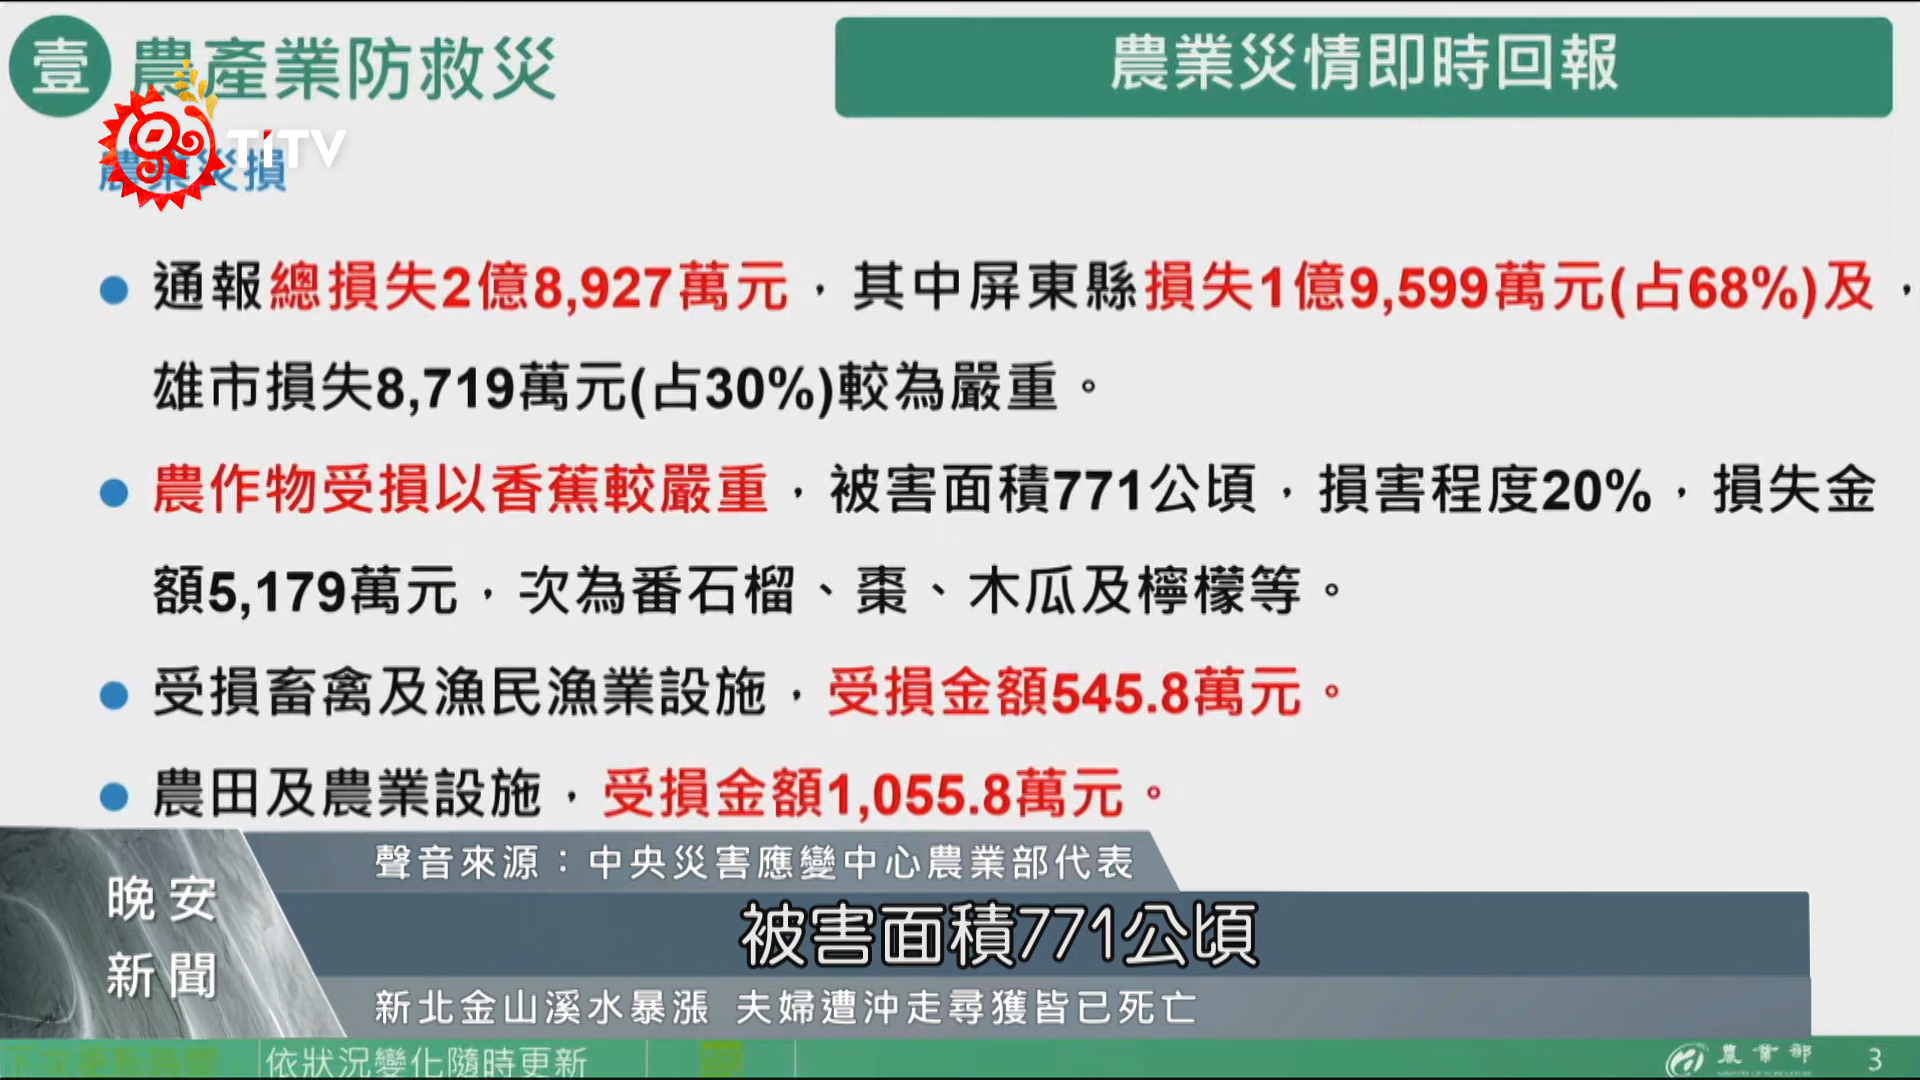 壹 農產業防救災
農業災情即時回報
TiTV
農業災損
通報總損失2億8,927萬元，其中屏東縣損失1億9,599萬元(占68%)及，
雄市損失8,719萬元(占30%)較為嚴重。
農作物受損以香蕉較嚴重，被害面積771公頃，損害程度20%，損失金
額5,179萬元，次為番石榴、棗、木瓜及檸檬等。
受損畜禽及漁民漁業設施，受損金額545.8萬元。
農田及農業設施，受損金額1,055.8萬元。
聲音來源：中央災害應變中心農業部代表
晚安
新聞
被害面積771公頃
新北金山溪水暴漲 夫婦遭沖走尋獲皆已死亡
依狀況變化隨時更新
農業部
3